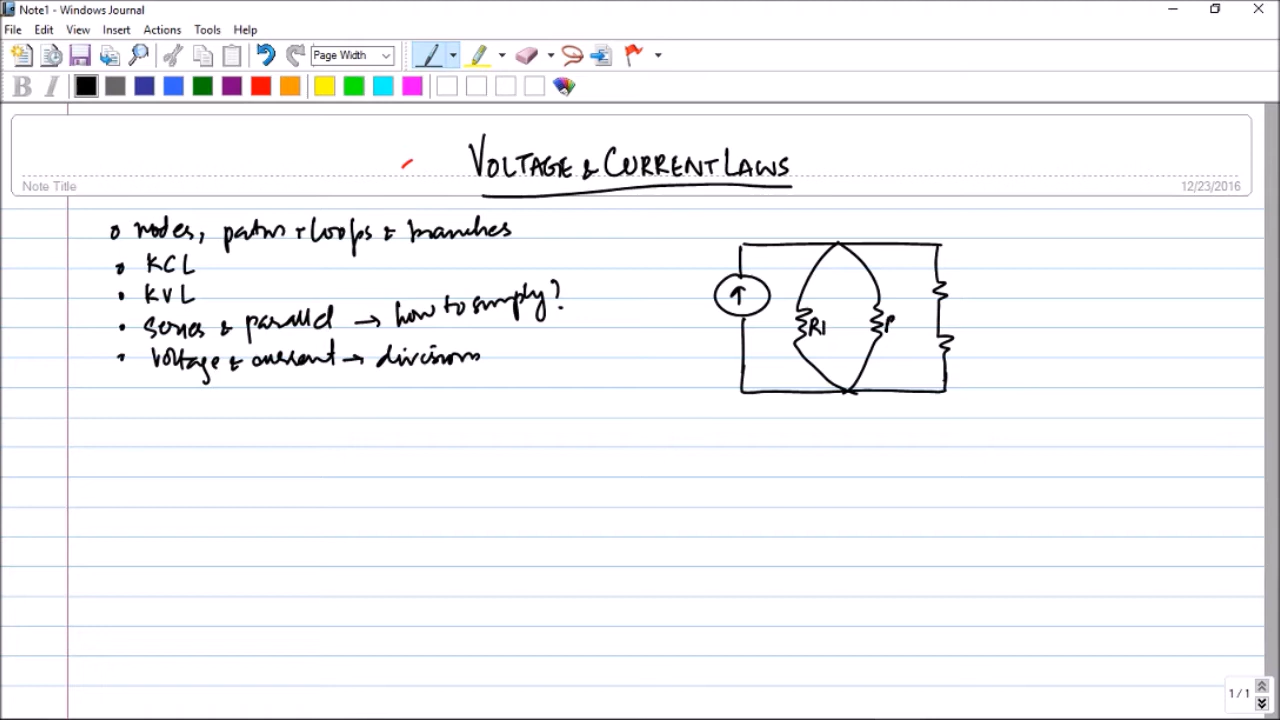 Note1 - Windows Journal
File Edit View Insert Actions Tools Help
Page Width
B I
VOLTAGE & CURRENT LAWS
Note Title
12/23/2016
nodes, paths + loops & branches
KCL
KVL
series & parallel → how to simply?
Voltage & current → divisions
R1
1/1